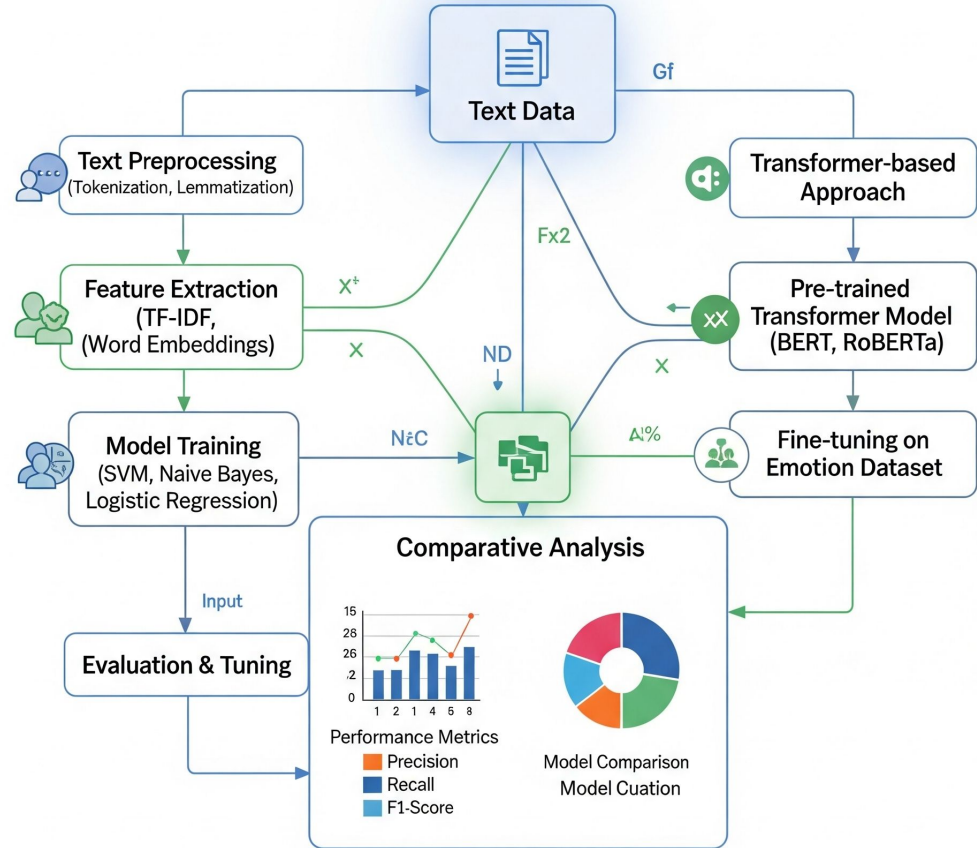 Text Data
Gf
Text Preprocessing
(Tokenization, Lemmatization)
Transformer-based
Approach
Fx2
Feature Extraction
(TF-IDF,
(Word Embeddings)
X
Pre-trained
Transformer Model
(BERT, RoBERTa)
xX
ND
X
Model Training
(SVM, Naive Bayes,
Logistic Regression)
Fine-tuning on
Emotion Dataset
Input
Evaluation & Tuning
Comparative Analysis
15
28
26
2
0
1 2 1 4 5 8
Performance Metrics
Precision
Recall
F1-Score
Model Comparison
Model Cuation